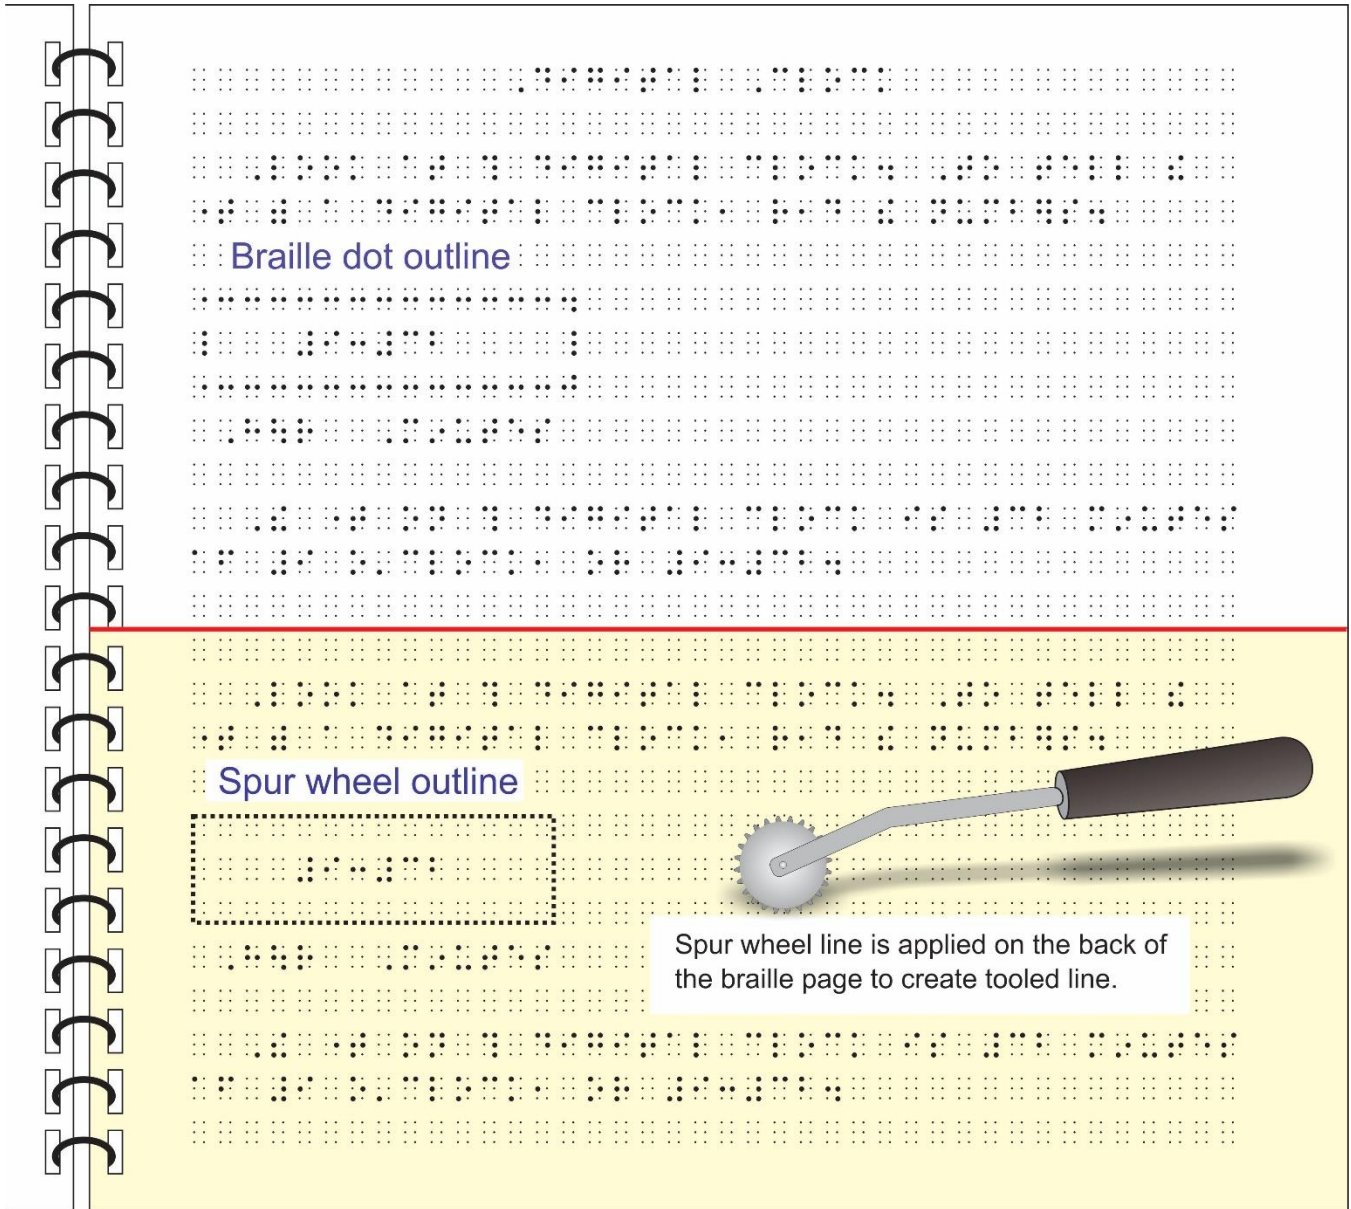 ⠠⠙⠊⠛⠊⠞⠁⠇ ⠠⠉⠇⠕⠉⠅
⠠⠇⠕⠕⠅ ⠁⠞ ⠹ ⠙⠊⠛⠊⠞⠁⠇ ⠉⠇⠕⠉⠅⠲ ⠠⠞⠕ ⠞⠑⠇⠇ ⠮
⠐⠞ ⠾ ⠁ ⠙⠊⠛⠊⠞⠁⠇ ⠉⠇⠕⠉⠅⠂ ⠗⠂⠙ ⠮ ⠝⠥⠍⠃⠻⠎⠲
Braille dot outline
⠼⠊⠒⠼⠉⠃
⠠⠓⠳⠗ ⠠⠍⠔⠥⠞⠑⠎
⠠⠮ ⠐⠞ ⠕⠝ ⠹ ⠙⠊⠛⠊⠞⠁⠇ ⠉⠇⠕⠉⠅ ⠊⠎ ⠼⠉⠃ ⠍⠔⠥⠞⠑⠎
⠁⠋ ⠼⠊ ⠕⠄⠉⠇⠕⠉⠅⠂ ⠕⠗ ⠼⠊⠒⠼⠉⠃⠲
⠠⠇⠕⠕⠅ ⠁⠞ ⠹ ⠙⠊⠛⠊⠞⠁⠇ ⠉⠇⠕⠉⠅⠲ ⠠⠞⠕ ⠞⠑⠇⠇ ⠮
⠐⠞ ⠾ ⠁ ⠙⠊⠛⠊⠞⠁⠇ ⠉⠇⠕⠉⠅⠂ ⠗⠂⠙ ⠮ ⠝⠥⠍⠃⠻⠎⠲
Spur wheel outline
⠼⠊⠒⠼⠉⠃
⠠⠓⠳⠗ ⠠⠍⠔⠥⠞⠑⠎
Spur wheel line is applied on the back of
the braille page to create tooled line.
⠠⠮ ⠐⠞ ⠕⠝ ⠹ ⠙⠊⠛⠊⠞⠁⠇ ⠉⠇⠕⠉⠅ ⠊⠎ ⠼⠉⠃ ⠍⠔⠥⠞⠑⠎
⠁⠋ ⠼⠊ ⠕⠄⠉⠇⠕⠉⠅⠂ ⠕⠗ ⠼⠊⠒⠼⠉⠃⠲